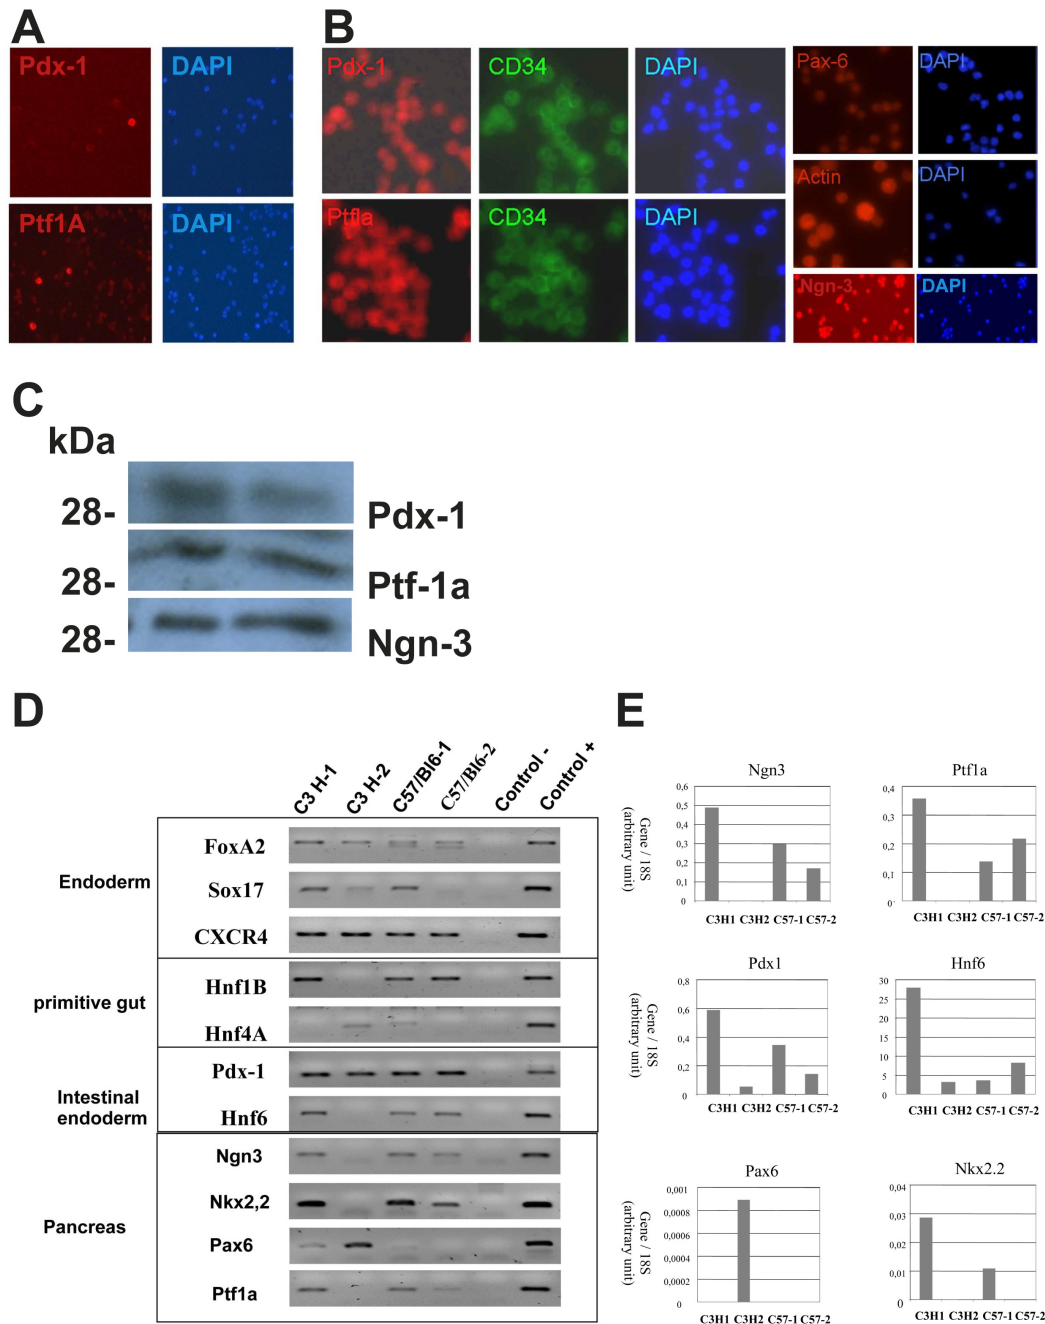 A
B
Pdx-1
DAPI
Ptf1A
DAPI
Pdx-1
CD34
DAPI
Ptfla
CD34
DAPI
Pax-6
DAPI
Actin
DAPI
Ngn-3
DAPI
C
kDa
28-
Pdx-1
28-
Ptf-1a
28-
Ngn-3
D
C3 H-1
C3 H-2
C57/Bl6-1
C57/Bl6-2
Control -
Control +
Endoderm
FoxA2
Sox17
CXCR4
primitive gut
Hnf1B
Hnf4A
Intestinal
endoderm
Pdx-1
Hnf6
Pancreas
Ngn3
Nkx2,2
Pax6
Ptf1a
E
Ngn3
Gene / 18S
(arbitrary unit)
0,6
0,5
0,4
0,3
0,2
0,1
0
C3H1 C3H2 C57-1 C57-2
Ptf1a
0,4
0,3
0,2
0,1
0
C3H1 C3H2 C57-1 C57-2
Pdx1
Gene / 18S
(arbitrary unit)
0,8
0,6
0,4
0,2
0
C3H1 C3H2 C57-1 C57-2
Hnf6
30
25
20
15
10
5
0
C3H1 C3H2 C57-1 C57-2
Pax6
Gene / 18S
(arbitrary unit)
0,001
0,0008
0,0006
0,0004
0,0002
0
C3H1 C3H2 C57-1 C57-2
Nkx2.2
0,04
0,03
0,02
0,01
0
C3H1 C3H2 C57-1 C57-2